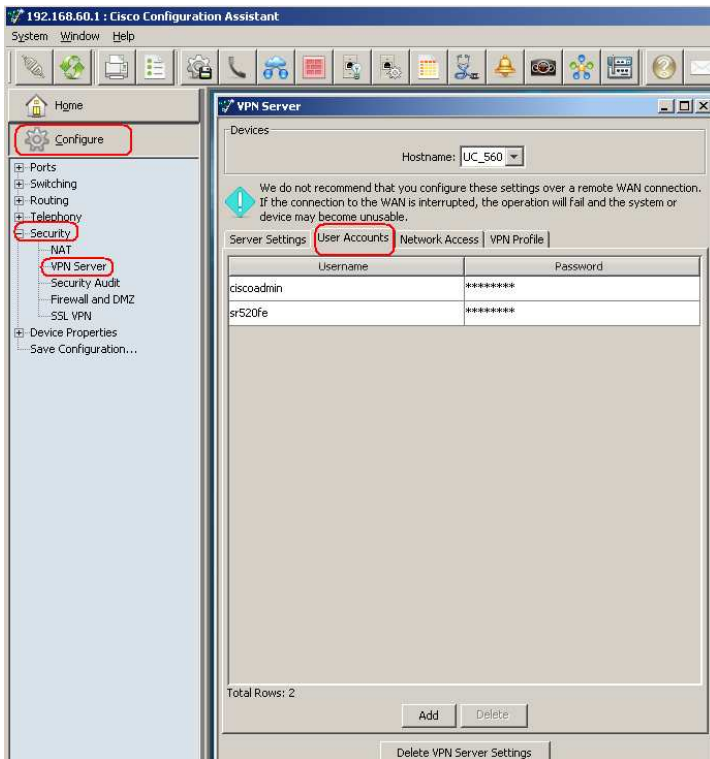 192.168.60.1 : Cisco Configuration Assistant
System Window Help
Home
Configure
Ports
Switching
Routing
Telephony
Security
NAT
VPN Server
Security Audit
Firewall and DMZ
SSL VPN
Device Properties
Save Configuration...
VPN Server
Devices
Hostname: UC_560
We do not recommend that you configure these settings over a remote WAN connection.
If the connection to the WAN is interrupted, the operation will fail and the system or
device may become unusable.
Server Settings User Accounts Network Access VPN Profile
Username Password
ciscoadmin ********
sr520fe ********
Total Rows: 2
Add Delete
Delete VPN Server Settings